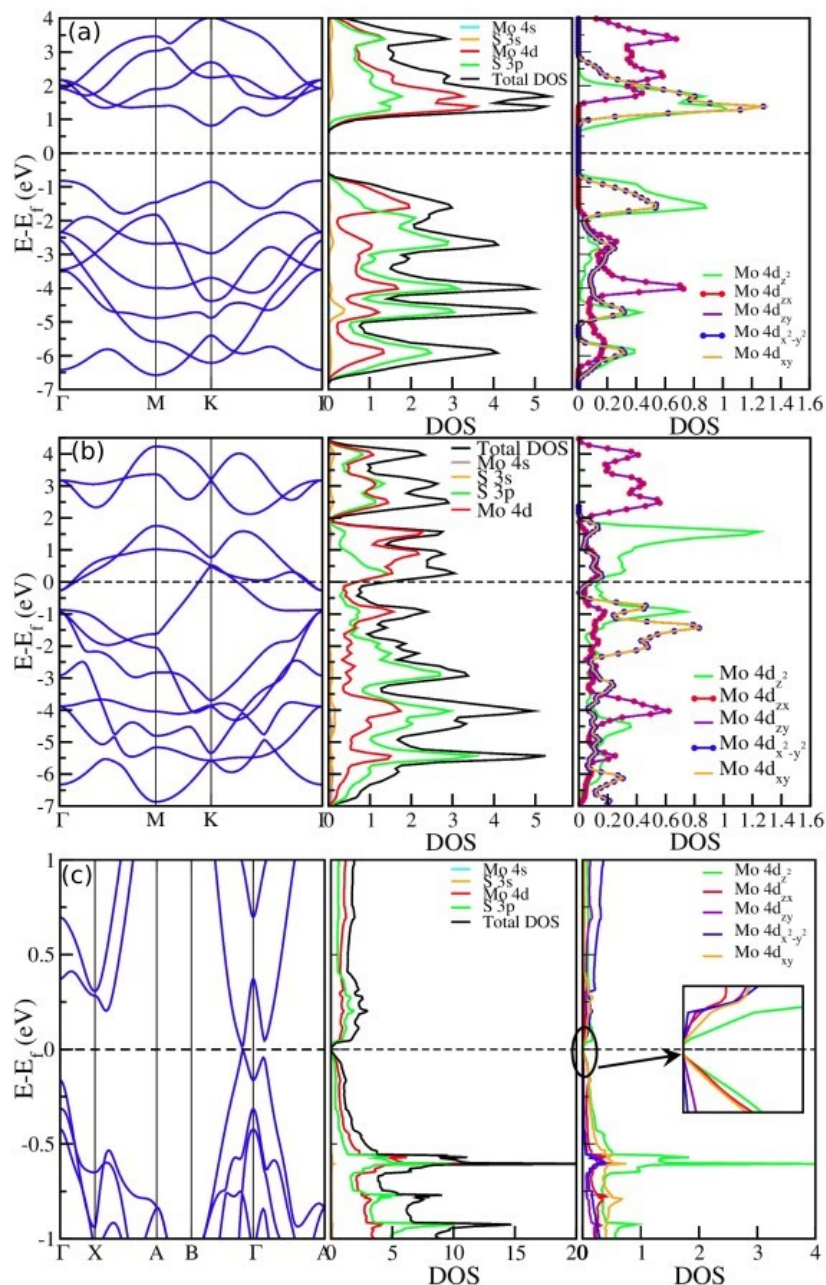 (a)
E-E_f (eV)
4
3
2
1
0
-1
-2
-3
-4
-5
-6
-7
Γ M K Γ
Mo 4s
S 3s
Mo 4d
S 3p
Total DOS
0 1 2 3 4 5
DOS
Mo 4d_z²
Mo 4d_zx
Mo 4d_zy
Mo 4d_x²-y²
Mo 4d_xy
0 0.2 0.4 0.6 0.8 1 1.2 1.4 1.6
DOS
(b)
E-E_f (eV)
4
3
2
1
0
-1
-2
-3
-4
-5
-6
-7
Γ M K Γ
Total DOS
Mo 4s
S 3s
S 3p
Mo 4d
0 1 2 3 4 5
DOS
Mo 4d_z²
Mo 4d_zx
Mo 4d_zy
Mo 4d_x²-y²
Mo 4d_xy
0 0.2 0.4 0.6 0.8 1 1.2 1.4 1.6
DOS
(c)
E-E_f (eV)
1
0.5
0
-0.5
-1
Γ X A B Γ A
Mo 4s
S 3s
Mo 4d
S 3p
Total DOS
0 5 10 15 20
DOS
Mo 4d_z²
Mo 4d_zx
Mo 4d_zy
Mo 4d_x²-y²
Mo 4d_xy
0 1 2 3 4
DOS